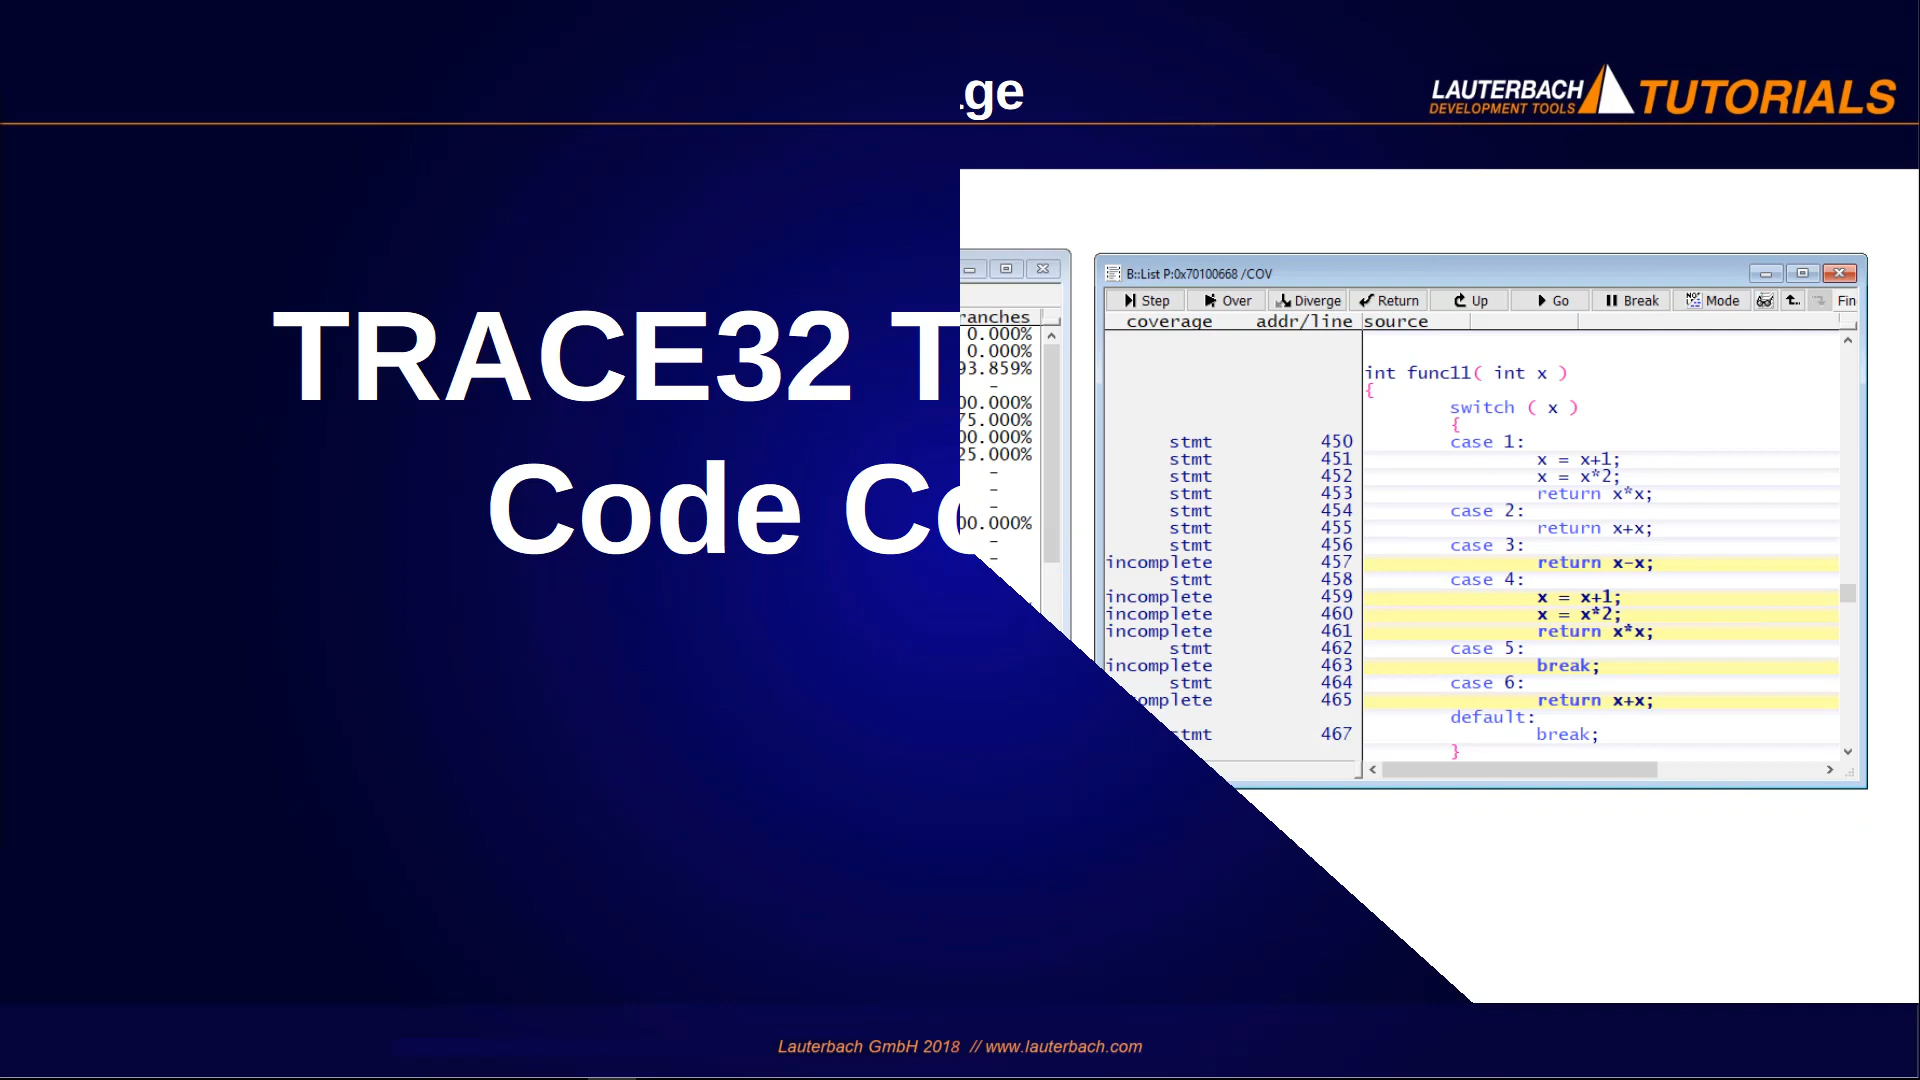 ge
LAUTERBACH
DEVELOPMENT TOOLS
TUTORIALS
TRACE32 T
Code Co
ranches
0.000%
0.000%
93.859%
-
00.000%
75.000%
00.000%
25.000%
-
-
-
00.000%
-
-
B::List P:0x70100668 /COV
Step Over Diverge Return Up Go Break Mode Fin
coverage addr/line source
int func11( int x )
{
switch ( x )
{
stmt 450 case 1:
stmt 451 x = x+1;
stmt 452 x = x*2;
stmt 453 return x*x;
stmt 454 case 2:
stmt 455 return x+x;
stmt 456 case 3:
incomplete 457 return x-x;
stmt 458 case 4:
incomplete 459 x = x+1;
incomplete 460 x = x*2;
incomplete 461 return x*x;
stmt 462 case 5:
incomplete 463 break;
stmt 464 case 6:
omplete 465 return x+x;
default:
stmt 467 break;
}
Lauterbach GmbH 2018 // www.lauterbach.com